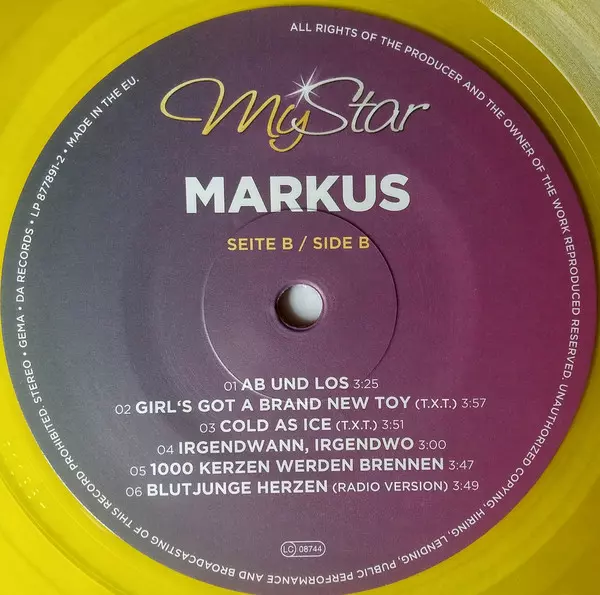 My Star
MARKUS
SEITE B / SIDE B
01 AB UND LOS 3:25
02 GIRL'S GOT A BRAND NEW TOY (T.X.T.) 3:57
03 COLD AS ICE (T.X.T.) 3:51
04 IRGENDWANN, IRGENDWO 3:00
05 1000 KERZEN WERDEN BRENNEN 3:47
06 BLUTJUNGE HERZEN (RADIO VERSION) 3:49
LC 08744
ALL RIGHTS OF THE PRODUCER AND THE OWNER OF THE WORK REPRODUCED RESERVED. UNAUTHORIZED COPYING, HIRING, LENDING, PUBLIC PERFORMANCE AND BROADCASTING OF THIS RECORD PROHIBITED. STEREO • GEMA • DA RECORDS • LP 877891-2 • MADE IN THE EU.